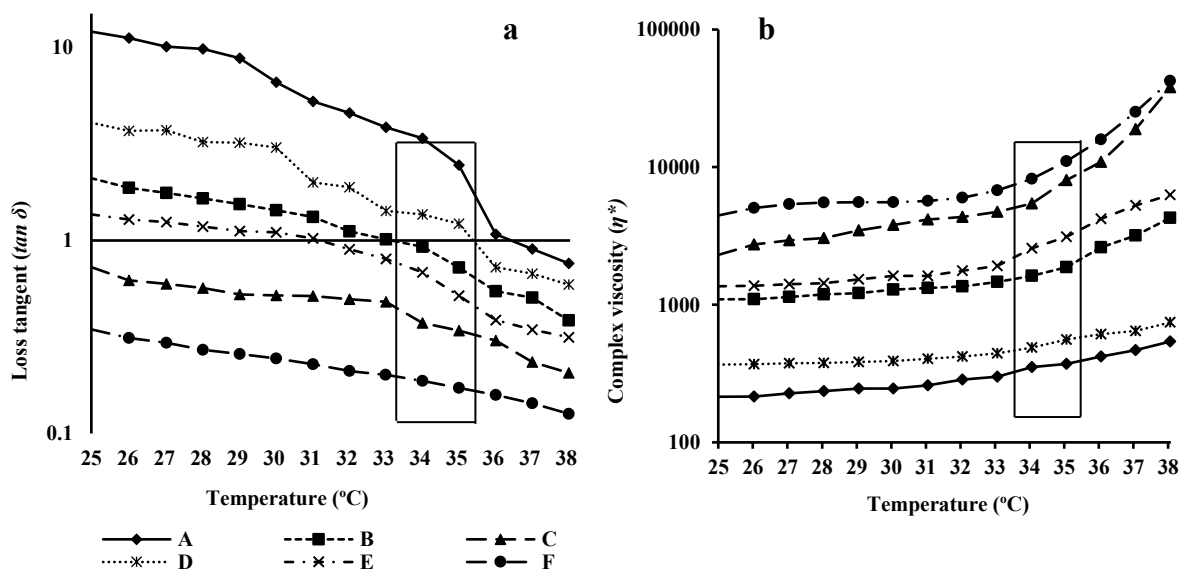 a
Loss tangent (tan δ)
10
1
0.1
25 26 27 28 29 30 31 32 33 34 35 36 37 38
Temperature (ºC)
b
Complex viscosity (η*)
100000
10000
1000
100
25 26 27 28 29 30 31 32 33 34 35 36 37 38
Temperature (ºC)
A B C
D E F